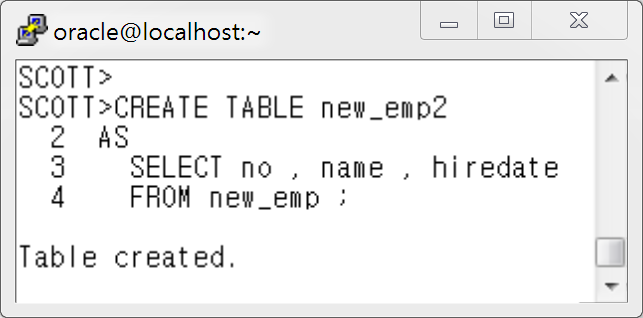 oracle@localhost:~
SCOTT>
SCOTT>CREATE TABLE new_emp2
  2  AS
  3    SELECT no , name , hiredate
  4    FROM new_emp ;
Table created.